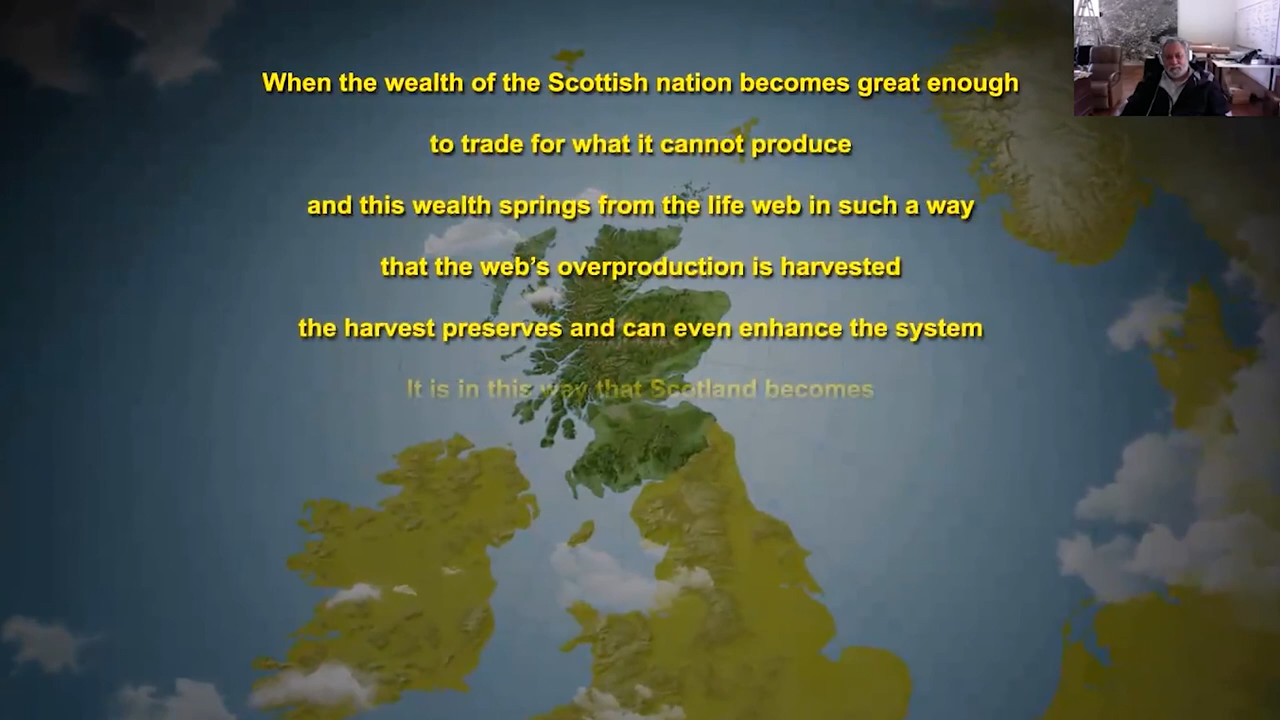 When the wealth of the Scottish nation becomes great enough
to trade for what it cannot produce
and this wealth springs from the life web in such a way
that the web’s overproduction is harvested
the harvest preserves and can even enhance the system
It is in this way that Scotland becomes